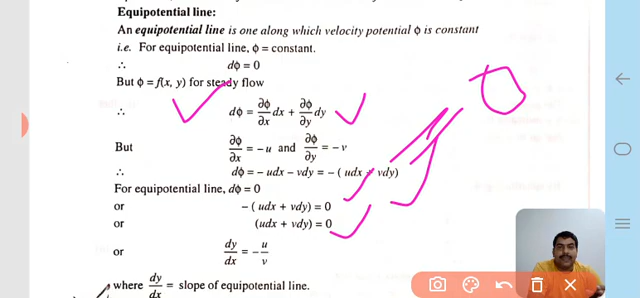 Equipotential line:
An equipotential line is one along which velocity potential ϕ is constant
i.e. For equipotential line, ϕ = constant.
∴ dϕ = 0
But ϕ = f(x, y) for steady flow
∴ dϕ = ∂ϕ/∂x dx + ∂ϕ/∂y dy
But ∂ϕ/∂x = −u and ∂ϕ/∂y = −v
∴ dϕ = − udx − vdy = − (udx + vdy)
For equipotential line, dϕ = 0
or − (udx + vdy) = 0
or (udx + vdy) = 0
or dy/dx = − u/v
where dy/dx = slope of equipotential line.